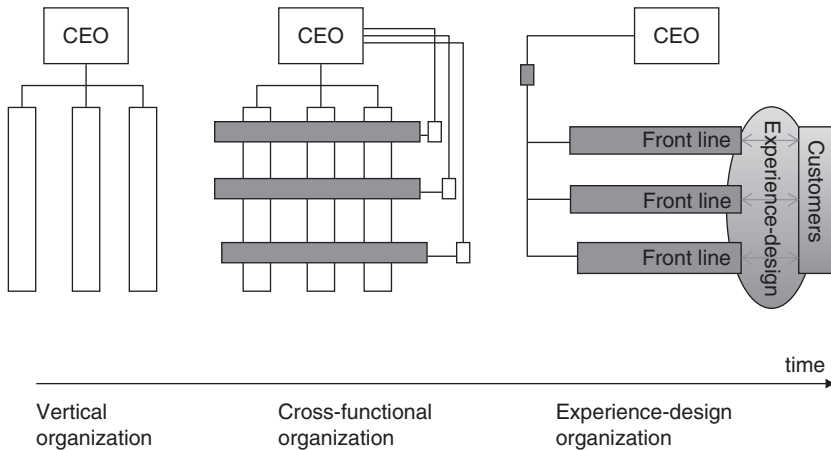 CEO
CEO
CEO
Front line
Front line
Front line
Experience-design
Customers
time
Vertical
organization
Cross-functional
organization
Experience-design
organization